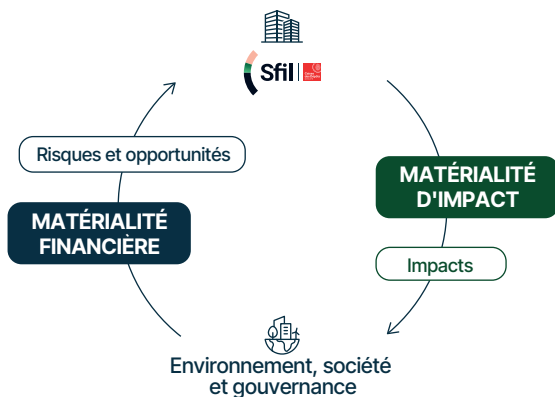 Sfil
Risques et opportunités
MATÉRIALITÉ
FINANCIÈRE
MATÉRIALITÉ
D'IMPACT
Impacts
Environnement, société
et gouvernance